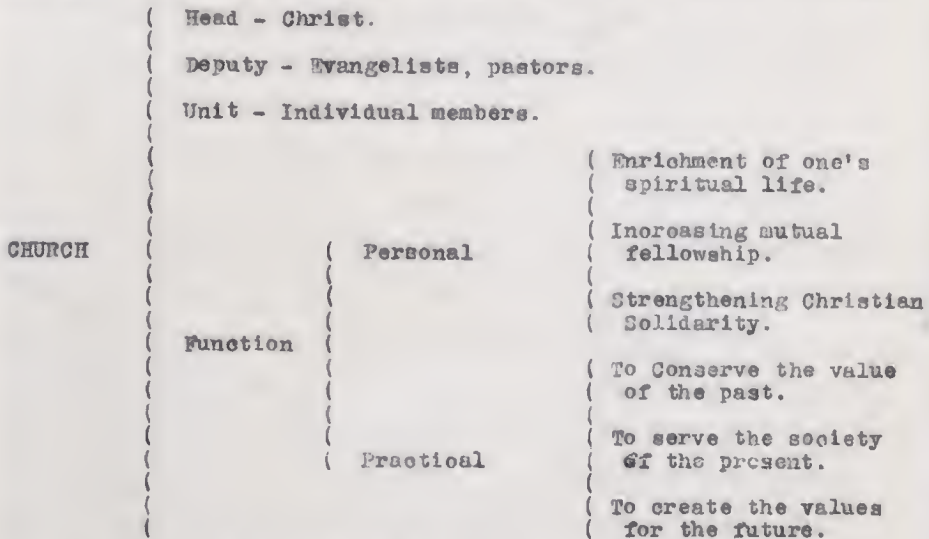 Head - Christ.
Deputy - Evangelists, pastors.
Unit - Individual members.
CHURCH
Function
Personal
Enrichment of one's
spiritual life.
Increasing mutual
fellowship.
Strengthening Christian
Solidarity.
Practical
To Conserve the value
of the past.
To serve the society
of the present.
To create the values
for the future.